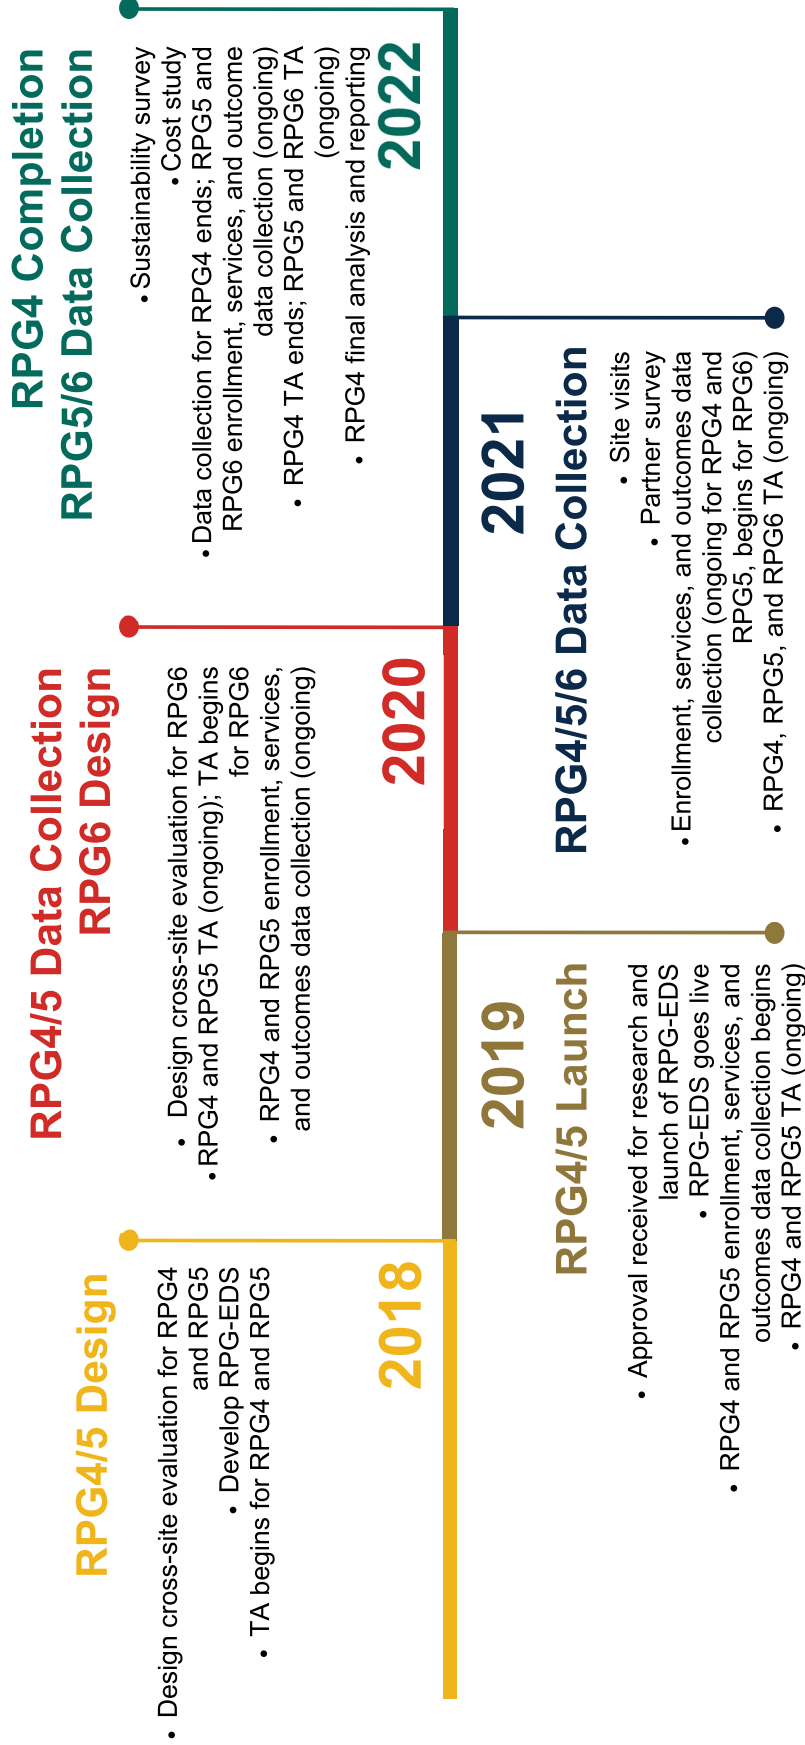 RPG4/5 Design
• Design cross-site evaluation for RPG4
and RPG5
• Develop RPG-EDS
• TA begins for RPG4 and RPG5
2018
2019
RPG4/5 Launch
• Approval received for research and
launch of RPG-EDS
• RPG-EDS goes live
• RPG4 and RPG5 enrollment, services, and
outcomes data collection begins
• RPG4 and RPG5 TA (ongoing)
RPG4/5 Data Collection
RPG6 Design
• Design cross-site evaluation for RPG6
• RPG4 and RPG5 TA (ongoing); TA begins
for RPG6
• RPG4 and RPG5 enrollment, services,
and outcomes data collection (ongoing)
2020
2021
RPG4/5/6 Data Collection
• Site visits
• Partner survey
• Enrollment, services, and outcomes data
collection (ongoing for RPG4 and
RPG5, begins for RPG6)
• RPG4, RPG5, and RPG6 TA (ongoing)
RPG4 Completion
RPG5/6 Data Collection
• Sustainability survey
• Cost study
• Data collection for RPG4 ends; RPG5 and
RPG6 enrollment, services, and outcome
data collection (ongoing)
• RPG4 TA ends; RPG5 and RPG6 TA
(ongoing)
• RPG4 final analysis and reporting
2022